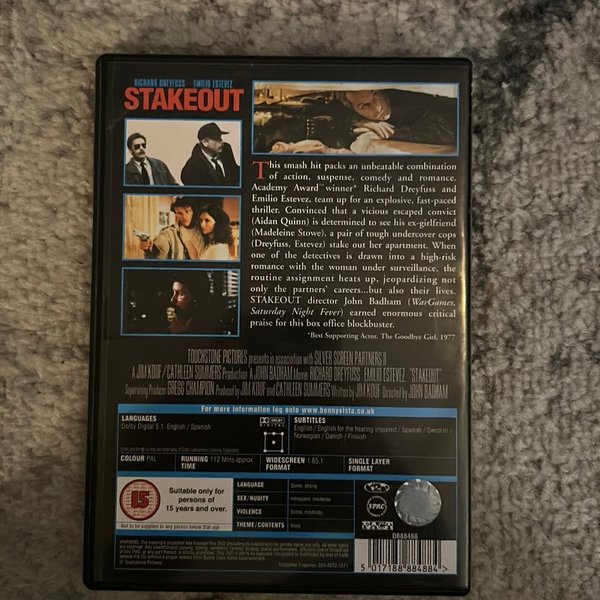 RICHARD DREYFUSS EMILIO ESTEVEZ
STAKEOUT
This smash hit packs an unbeatable combination
of action, suspense, comedy and romance.
Academy Award™ winner* Richard Dreyfuss and
Emilio Estevez, team up for an explosive, fast-paced
thriller. Convinced that a vicious escaped convict
(Aidan Quinn) is determined to see his ex-girlfriend
(Madeleine Stowe), a pair of tough undercover cops
(Dreyfuss, Estevez) stake out her apartment. When
one of the detectives is drawn into a high-risk
romance with the woman under surveillance, the
routine assignment heats up, jeopardizing not
only the partners' careers...but also their lives.
STAKEOUT director John Badham (WarGames,
Saturday Night Fever) earned enormous critical
praise for this box office blockbuster.
*Best Supporting Actor. The Goodbye Girl, 1977
TOUCHSTONE PICTURES presents in association with SILVER SCREEN PARTNERS II
A JIM KOUF/CATHLEEN SUMMERS Production A JOHN BADHAM Movie RICHARD DREYFUSS EMILIO ESTEVEZ "STAKEOUT"
Supervising Producer GREGG CHAMPION Produced by JIM KOUF and CATHLEEN SUMMERS Written by JIM KOUF Directed by JOHN BADHAM
For more information log onto www.bennyvista.co.uk
LANGUAGES
Dolby Digital 5.1: English / Spanish
DOLBY
DIGITAL
SUBTITLES
English / English for the hearing impaired / Spanish / Swedish /
Norwegian / Danish / Finnish
COLOUR PAL
RUNNING TIME 112 Mins approx
WIDESCREEN FORMAT 1.85:1
SINGLE LAYER FORMAT
15
Suitable only for
persons of
15 years and over.
Not to be supplied to any person below that age
LANGUAGE Some, strong
SEX/NUDITY Infrequent, moderate
VIOLENCE Some, moderate
THEME/CONTENTS None
VPRC
D888488
5 017188 884884 >